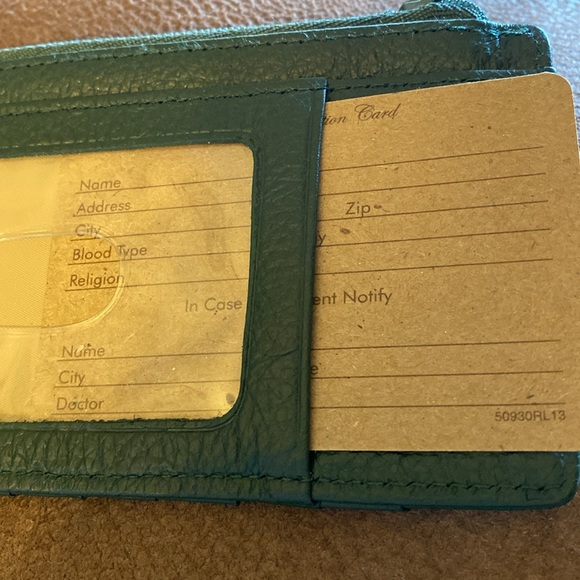 tion Card
Name
Address
City Zip
Blood Type y
Religion
In Case ent Notify
Name
City e
Doctor
50930RL13